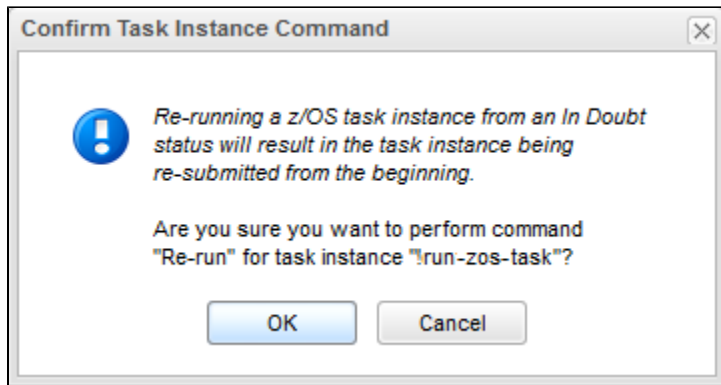 Confirm Task Instance Command
Re-running a z/OS task instance from an In Doubt
status will result in the task instance being
re-submitted from the beginning.
Are you sure you want to perform command
"Re-run" for task instance "!run-zos-task"?
OK
Cancel